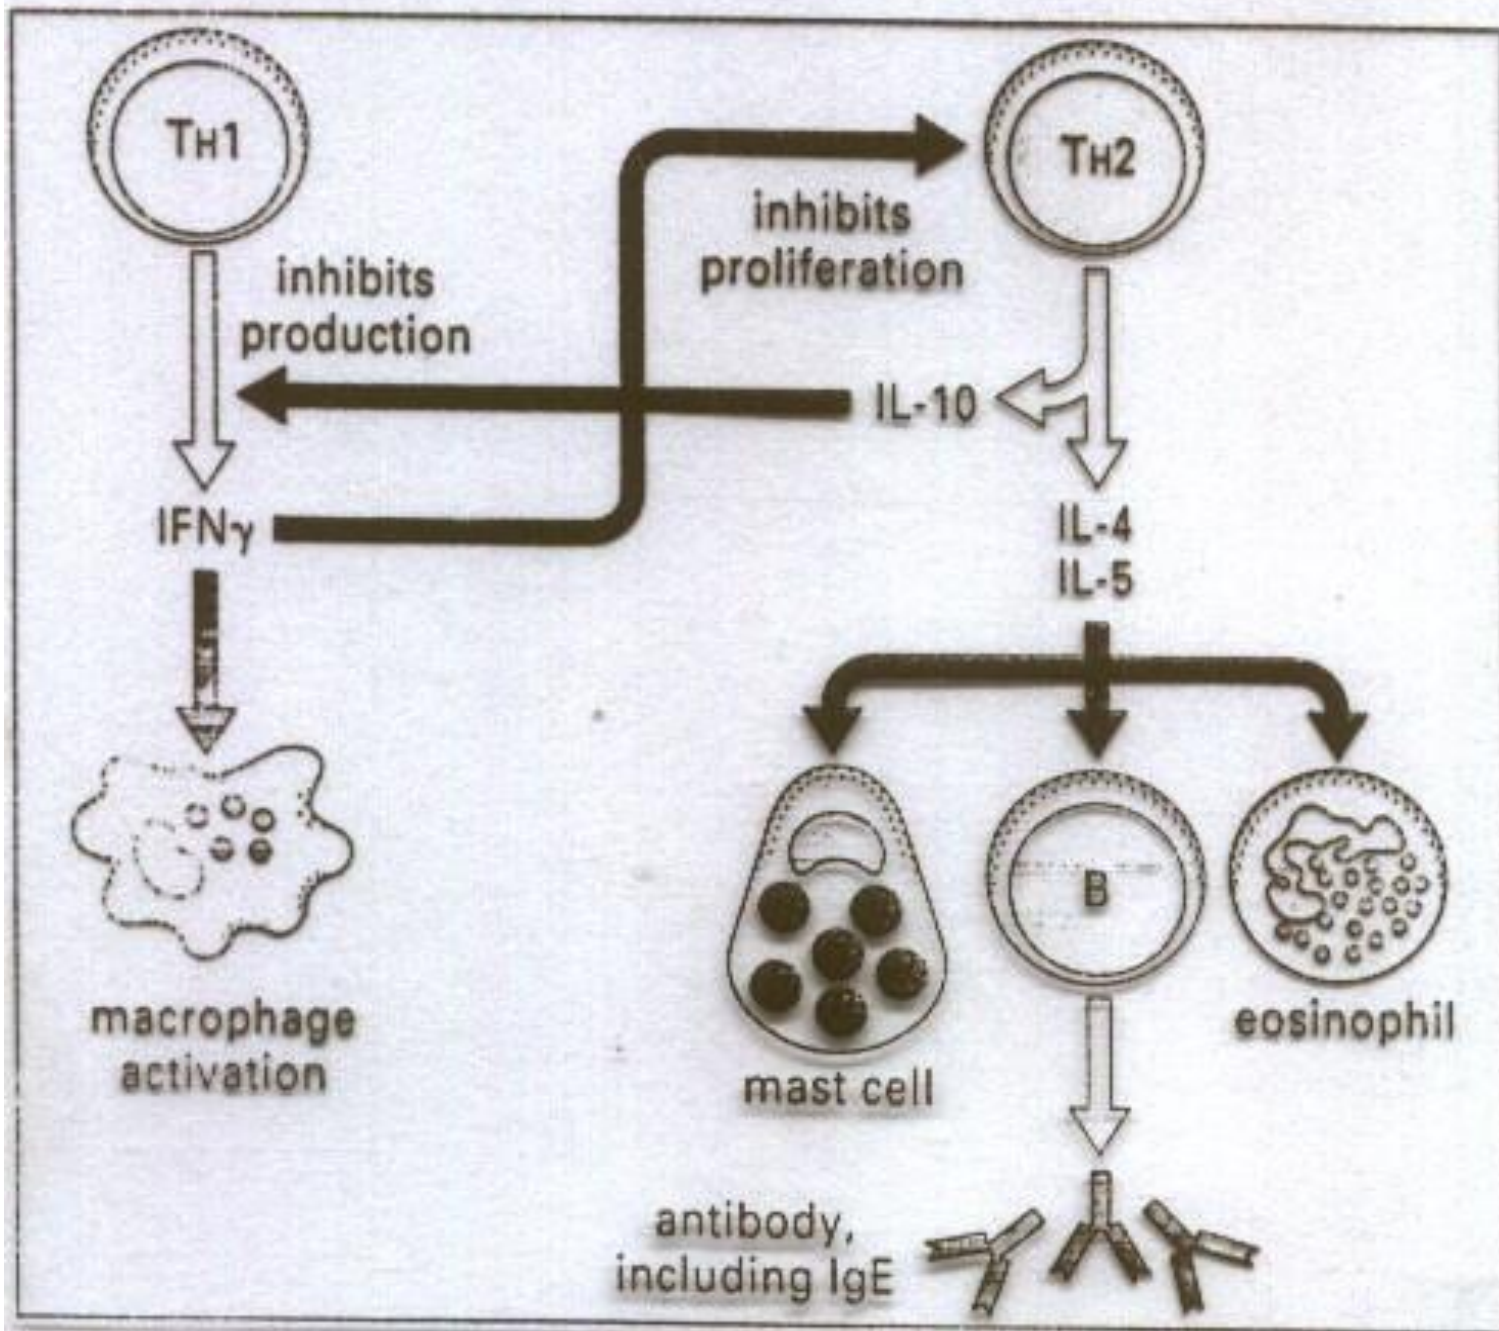 TH1
TH2
inhibits
proliferation
inhibits
production
IL-10
IFNγ
IL-4
IL-5
macrophage
activation
mast cell
B
eosinophil
antibody,
including IgE